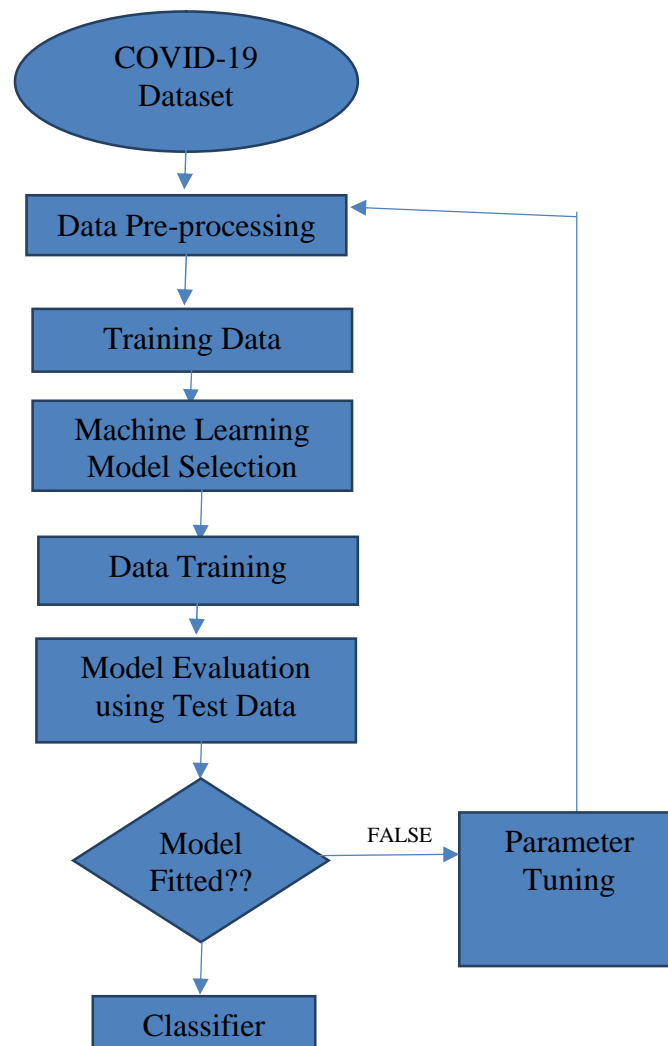 COVID-19
Dataset
Data Pre-processing
Training Data
Machine Learning
Model Selection
Data Training
Model Evaluation
using Test Data
Model
Fitted??
FALSE
Parameter
Tuning
Classifier